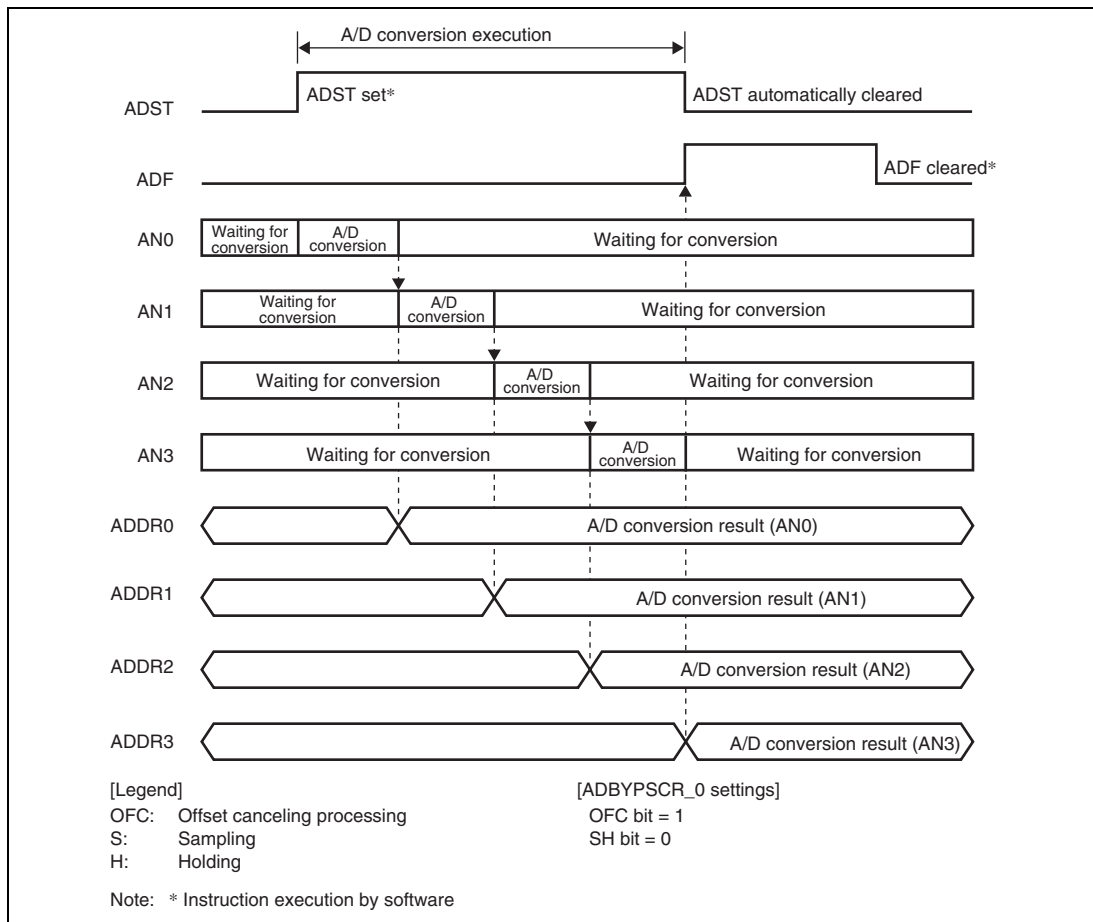 A/D conversion execution
ADST
ADST set*
ADST automatically cleared
ADF
ADF cleared*
AN0
Waiting for
conversion
A/D
conversion
Waiting for conversion
AN1
Waiting for
conversion
A/D
conversion
Waiting for conversion
AN2
Waiting for conversion
A/D
conversion
Waiting for conversion
AN3
Waiting for conversion
A/D
conversion
Waiting for conversion
ADDR0
A/D conversion result (AN0)
ADDR1
A/D conversion result (AN1)
ADDR2
A/D conversion result (AN2)
ADDR3
A/D conversion result (AN3)
[Legend]
OFC: Offset canceling processing
S: Sampling
H: Holding
[ADBYPSCR_0 settings]
OFC bit = 1
SH bit = 0
Note: * Instruction execution by software